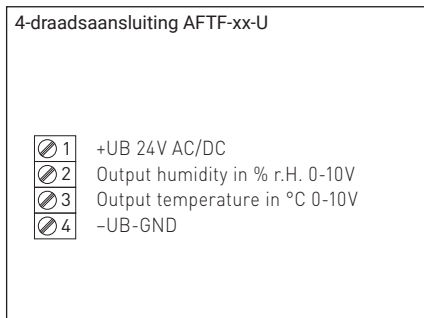 4-draadsaansluiting AFTF-xx-U
1 +UB 24V AC/DC
2 Output humidity in % r.H. 0-10V
3 Output temperature in °C 0-10V
4 –UB-GND